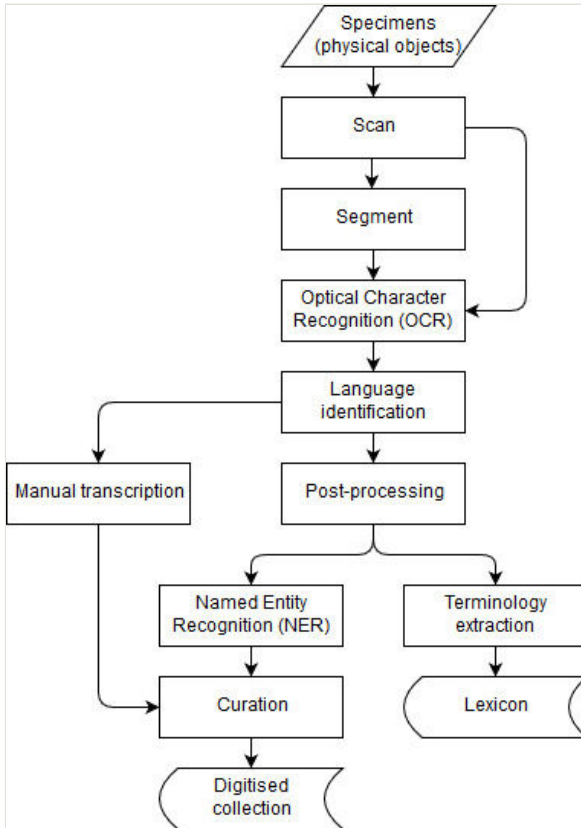 Specimens
(physical objects)
Scan
Segment
Optical Character
Recognition (OCR)
Language
identification
Manual transcription
Post-processing
Named Entity
Recognition (NER)
Terminology
extraction
Curation
Lexicon
Digitised
collection